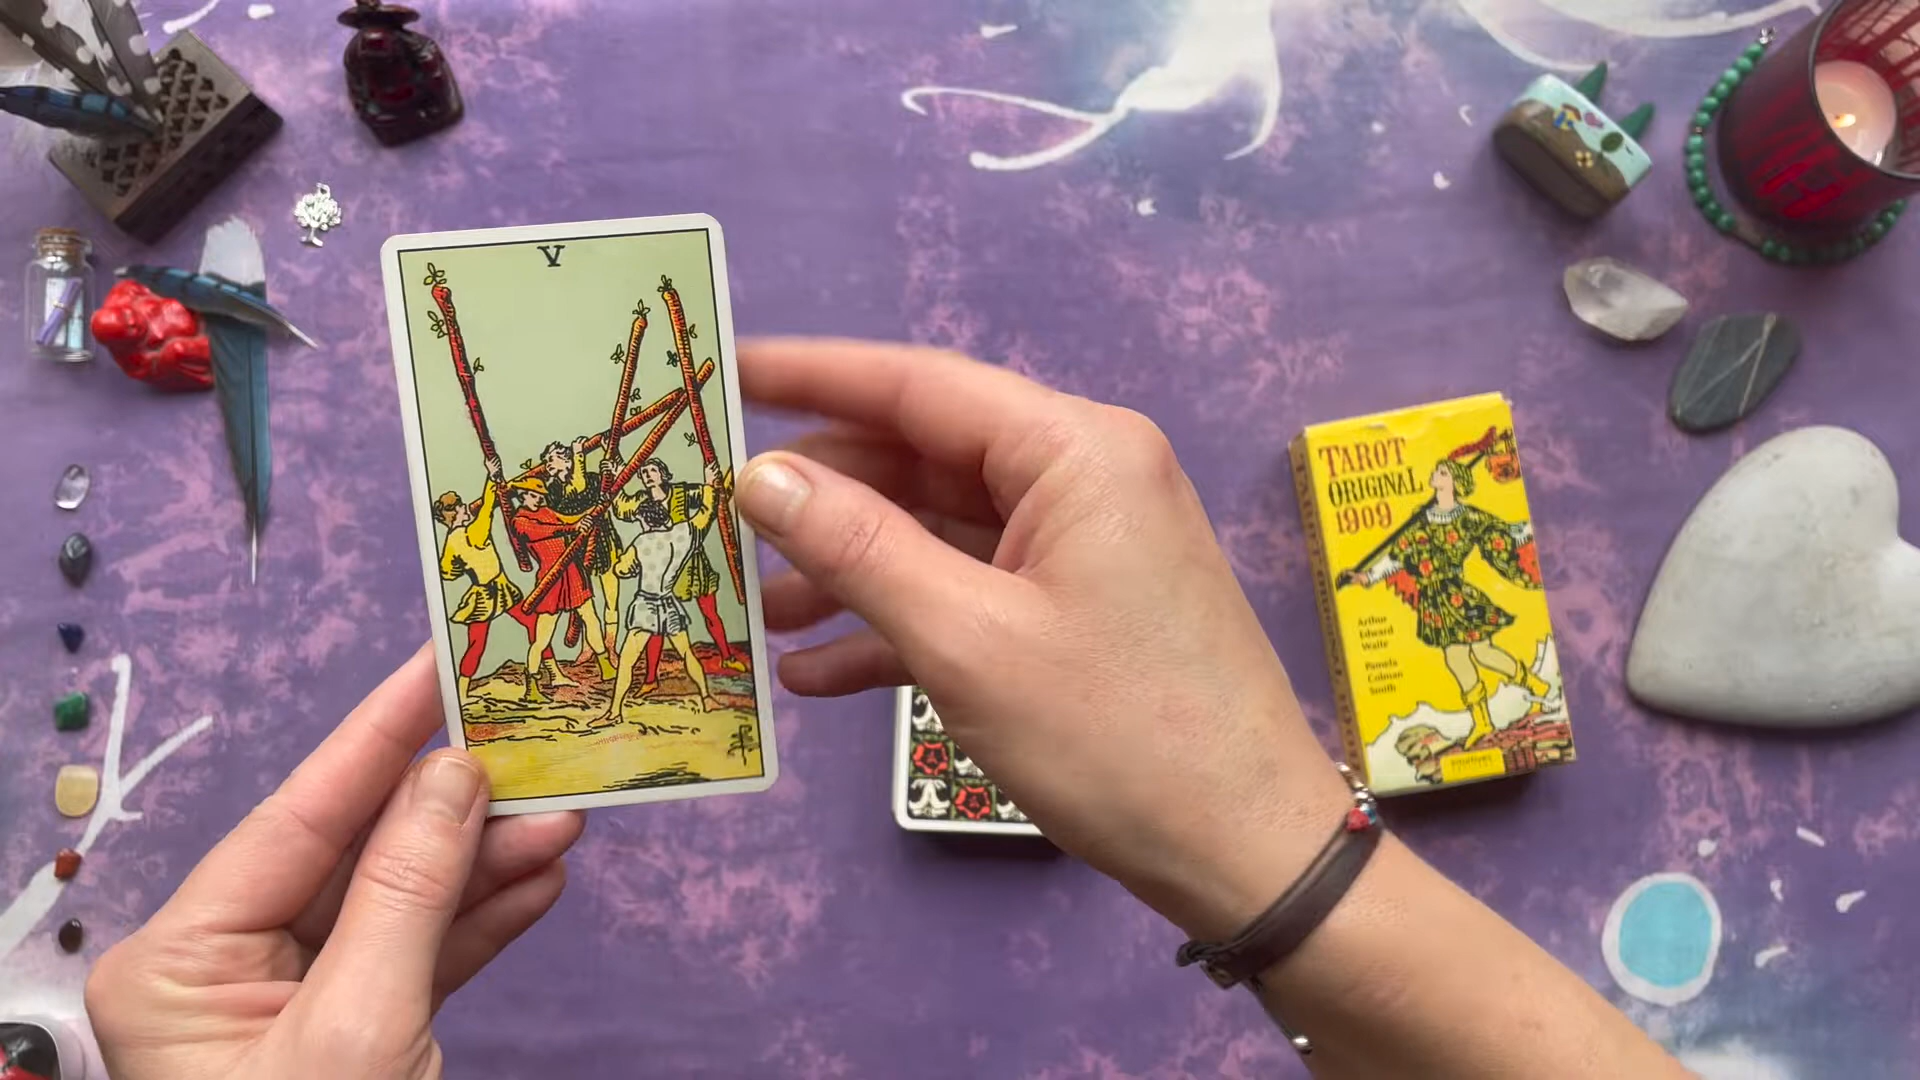 V
TAROT
ORIGINAL
1909
Arthur
Edward
Waite
Pamela
Colman
Smith